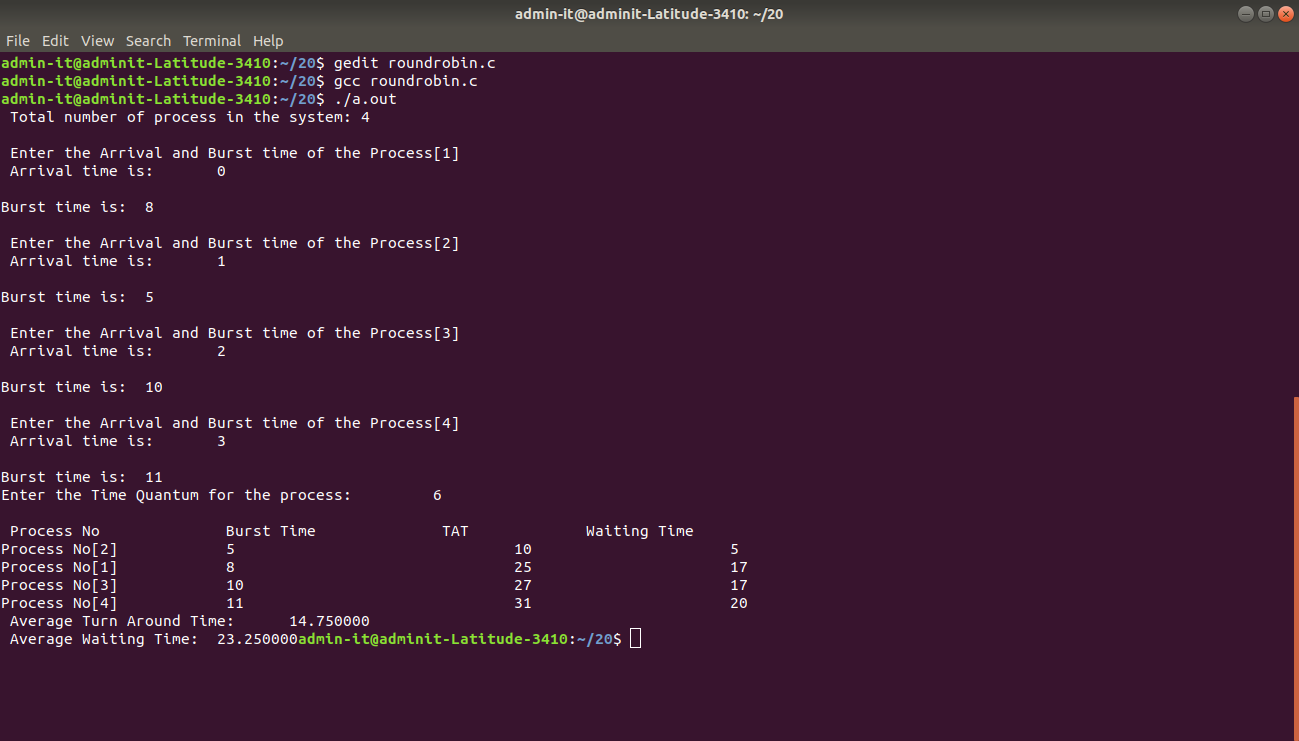 admin-it@adminit-Latitude-3410: ~/20
File Edit View Search Terminal Help
admin-it@adminit-Latitude-3410:~/20$ gedit roundrobin.c
admin-it@adminit-Latitude-3410:~/20$ gcc roundrobin.c
admin-it@adminit-Latitude-3410:~/20$ ./a.out
Total number of process in the system: 4
Enter the Arrival and Burst time of the Process[1]
Arrival time is: 0
Burst time is: 8
Enter the Arrival and Burst time of the Process[2]
Arrival time is: 1
Burst time is: 5
Enter the Arrival and Burst time of the Process[3]
Arrival time is: 2
Burst time is: 10
Enter the Arrival and Burst time of the Process[4]
Arrival time is: 3
Burst time is: 11
Enter the Time Quantum for the process: 6
Process No Burst Time TAT Waiting Time
Process No[2] 5 10 5
Process No[1] 8 25 17
Process No[3] 10 27 17
Process No[4] 11 31 20
Average Turn Around Time: 14.750000
Average Waiting Time: 23.250000admin-it@adminit-Latitude-3410:~/20$